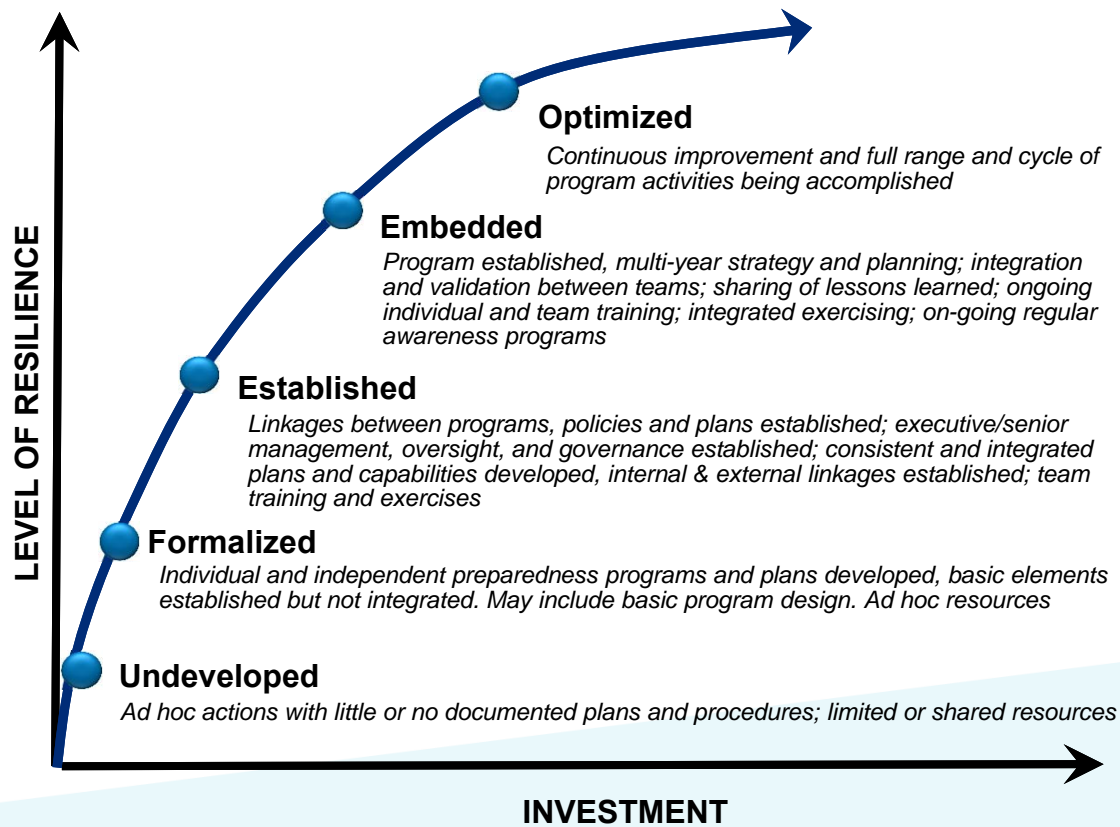 LEVEL OF RESILIENCE
Optimized
Continuous improvement and full range and cycle of
program activities being accomplished
Embedded
Program established, multi-year strategy and planning; integration
and validation between teams; sharing of lessons learned; ongoing
individual and team training; integrated exercising; on-going regular
awareness programs
Established
Linkages between programs, policies and plans established; executive/senior
management, oversight, and governance established; consistent and integrated
plans and capabilities developed, internal & external linkages established; team
training and exercises
Formalized
Individual and independent preparedness programs and plans developed, basic elements
established but not integrated. May include basic program design. Ad hoc resources
Undeveloped
Ad hoc actions with little or no documented plans and procedures; limited or shared resources
INVESTMENT